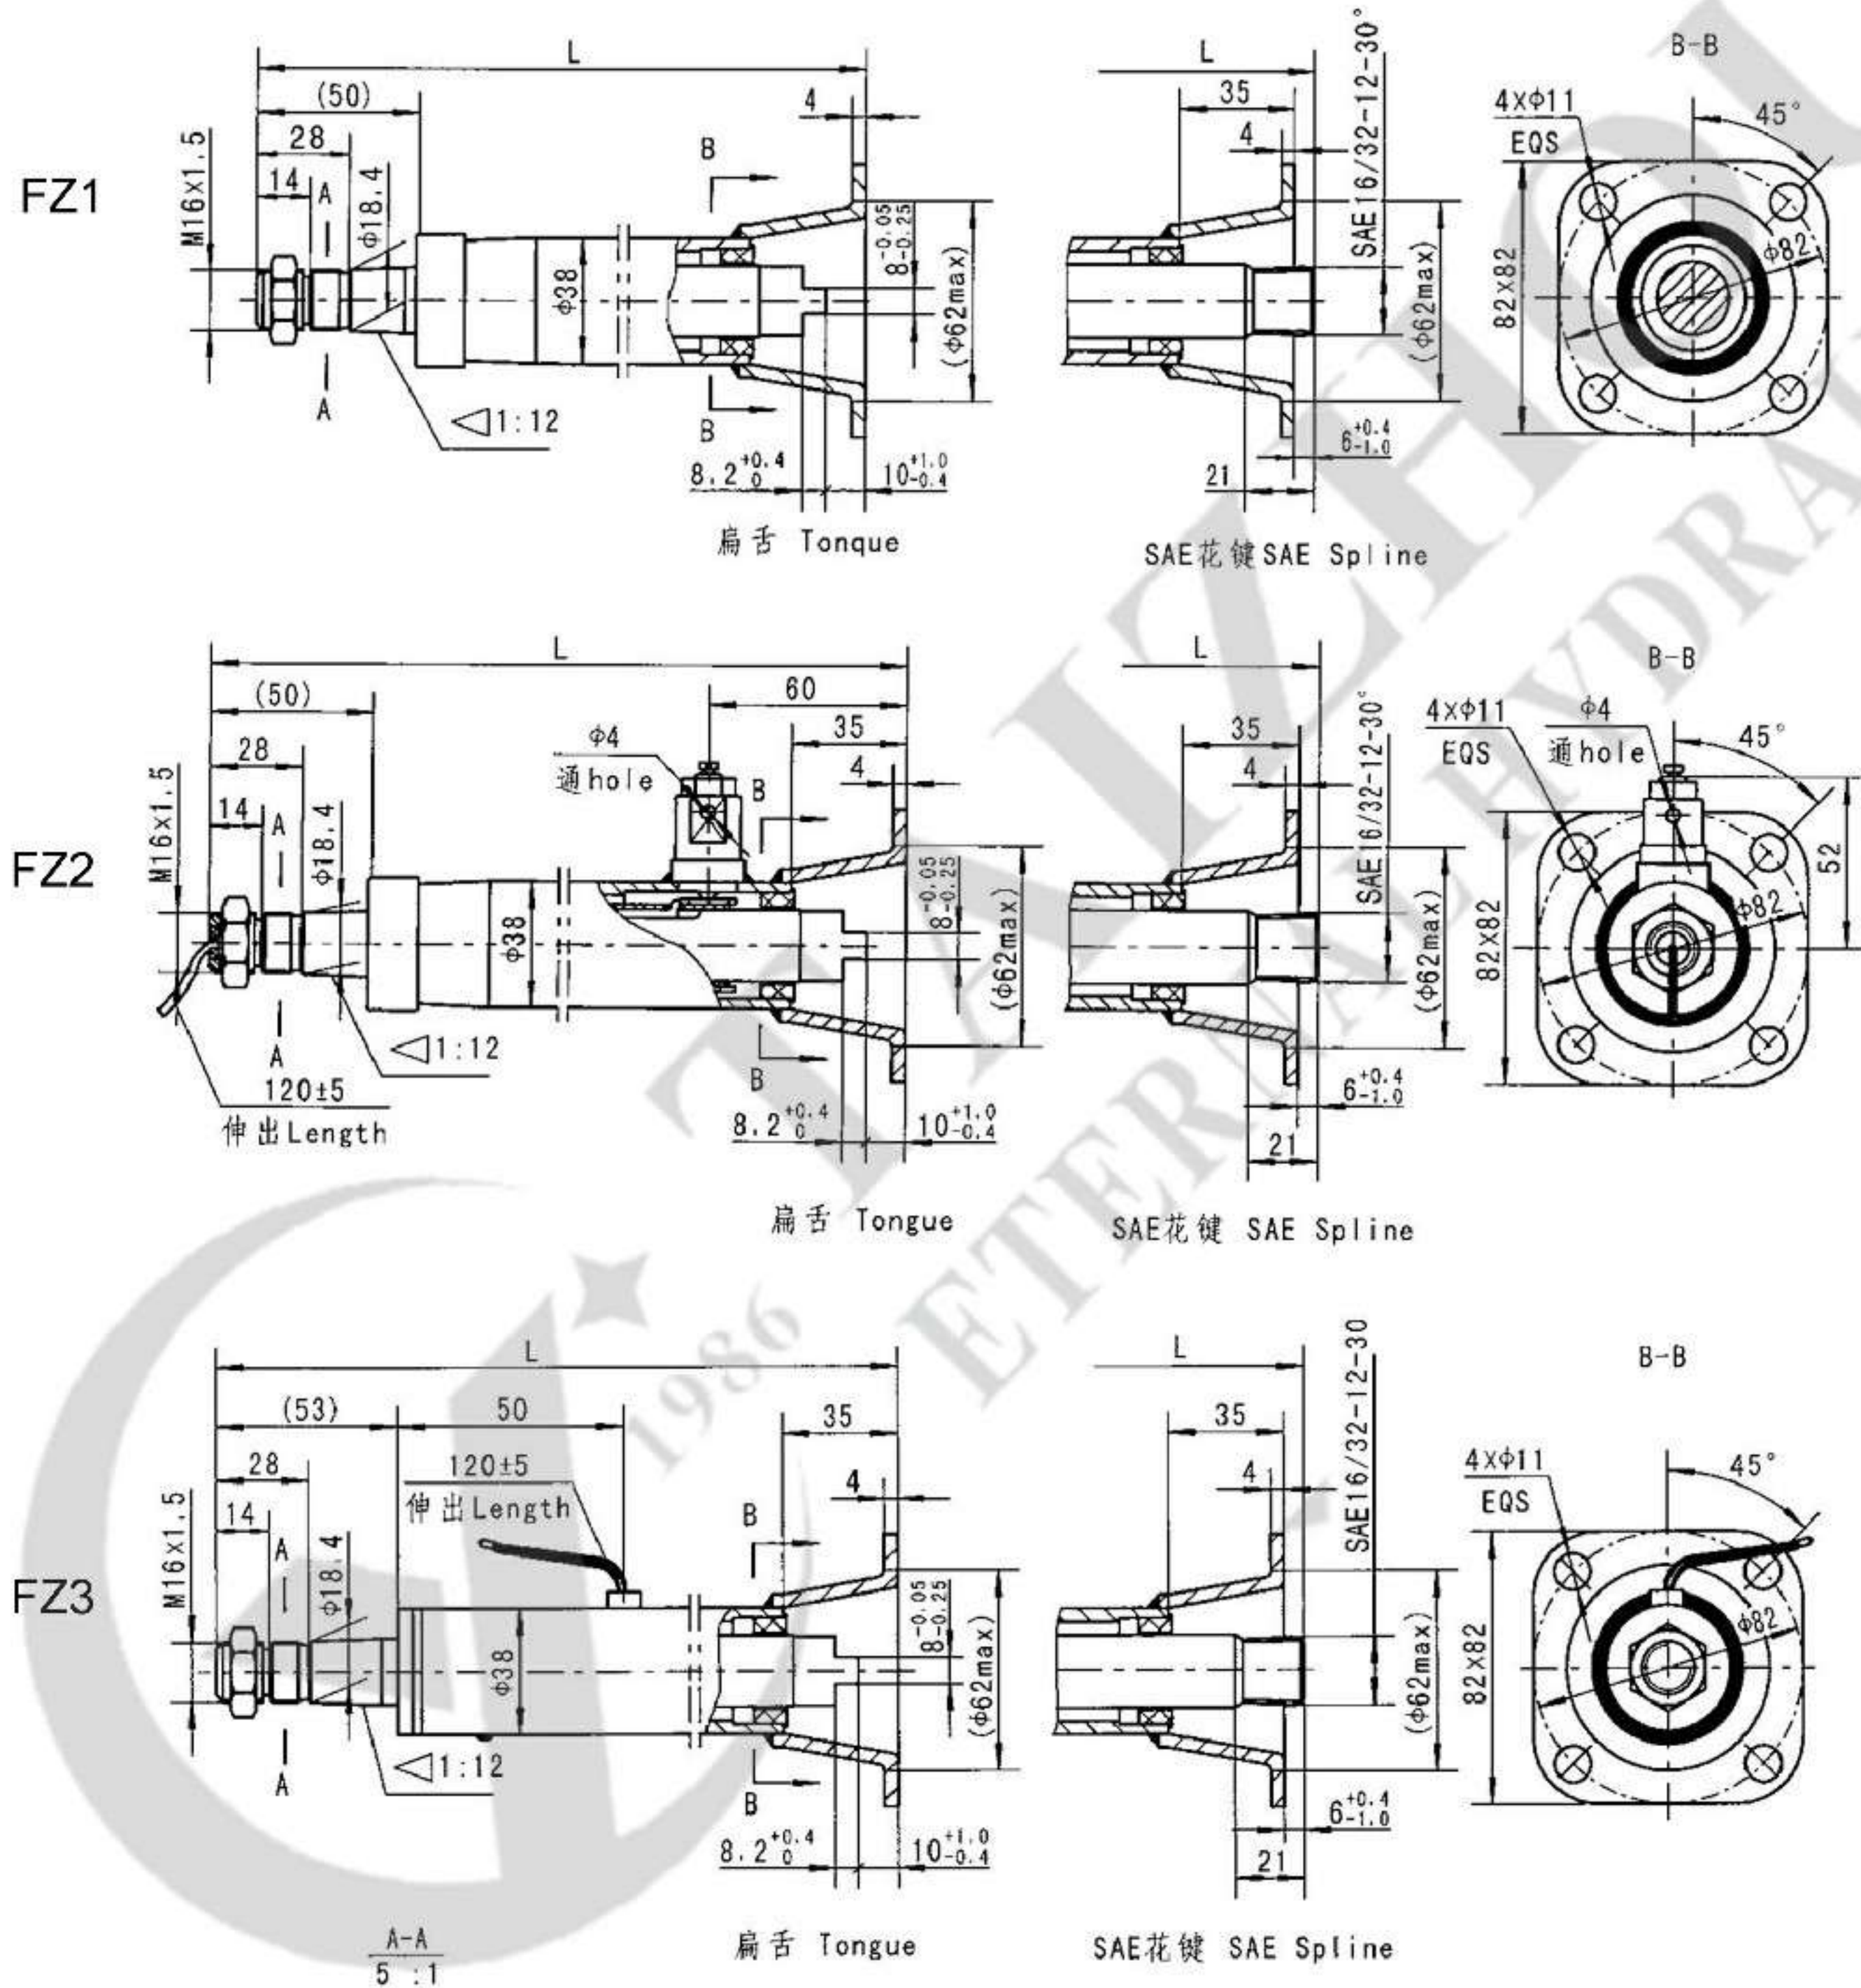 FZ1
L
(50)
28
14
A
A
M16x1.5
ϕ18.4
4
B
B
ϕ38
8-0.05 -0.25
(ϕ62max)
◁1:12
8.2+0.4 0
10+1.0 -0.4
扁舌 Tonque
L
35
4
SAE16/32-12-30°
(ϕ62max)
6+0.4 -1.0
21
SAE花键SAE Spline
B-B
4xϕ11
EQS
45°
ϕ82
82x82
FZ2
L
(50)
60
28
35
14
4
A
A
M16x1.5
ϕ18.4
ϕ4
通hole
B
B
ϕ38
8-0.05 -0.25
(ϕ62max)
◁1:12
120±5
伸出Length
8.2+0.4 0
10+1.0 -0.4
扁舌 Tongue
L
35
4
SAE16/32-12-30°
(ϕ62max)
6+0.4 -1.0
21
SAE花键 SAE Spline
B-B
4xϕ11
EQS
ϕ4
通hole
45°
52
ϕ82
82x82
FZ3
L
(53)
50
35
28
120±5
伸出Length
14
4
A
A
M16x1.5
ϕ18.4
B
B
ϕ38
8-0.05 -0.25
(ϕ62max)
◁1:12
8.2+0.4 0
10+1.0 -0.4
扁舌 Tongue
L
35
4
SAE16/32-12-30
(ϕ62max)
6+0.4 -1.0
21
SAE花键 SAE Spline
B-B
4xϕ11
EQS
45°
ϕ82
82x82
A-A
5 :1
TAIZHOU
ETERNAL HYDRA
1986